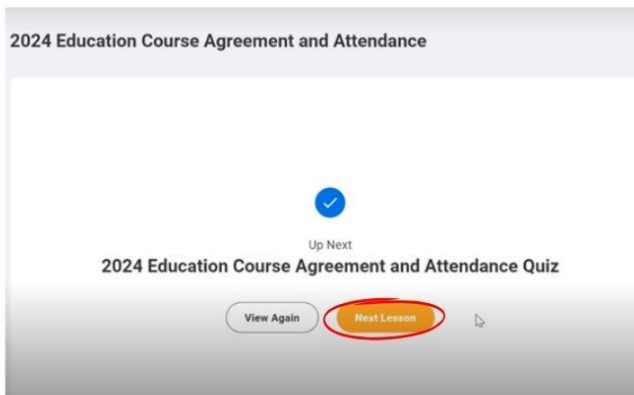 2024 Education Course Agreement and Attendance
Up Next
2024 Education Course Agreement and Attendance Quiz
View Again
Next Lesson